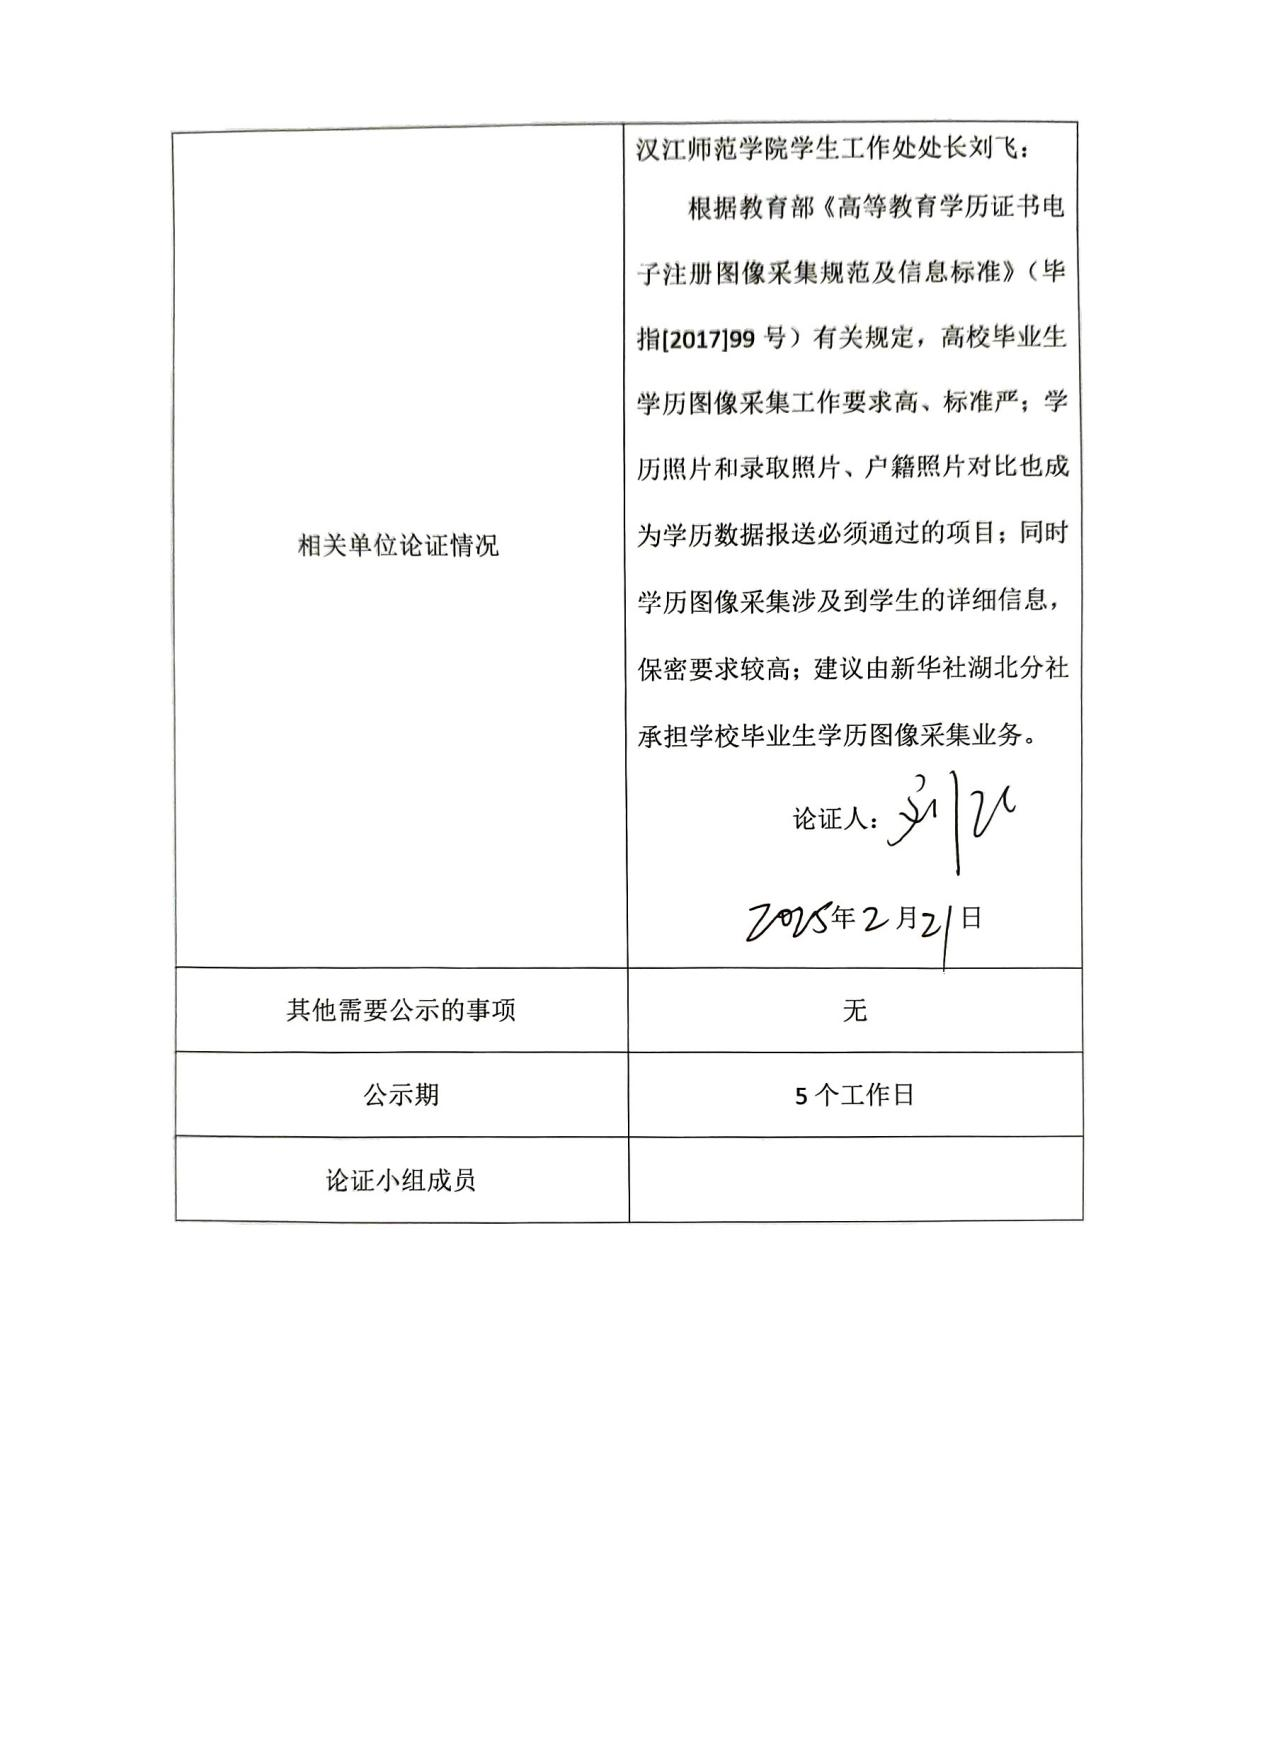 汉江师范学院学生工作处处长刘飞：
根据教育部《高等教育学历证书电
子注册图像采集规范及信息标准》（毕
指[2017]99 号）有关规定，高校毕业生
学历图像采集工作要求高、标准严；学
历照片和录取照片、户籍照片对比也成
为学历数据报送必须通过的项目；同时
学历图像采集涉及到学生的详细信息，
保密要求较高；建议由新华社湖北分社
承担学校毕业生学历图像采集业务。
相关单位论证情况
论证人：刘飞
2025年2月21日
其他需要公示的事项
无
公示期
5 个工作日
论证小组成员